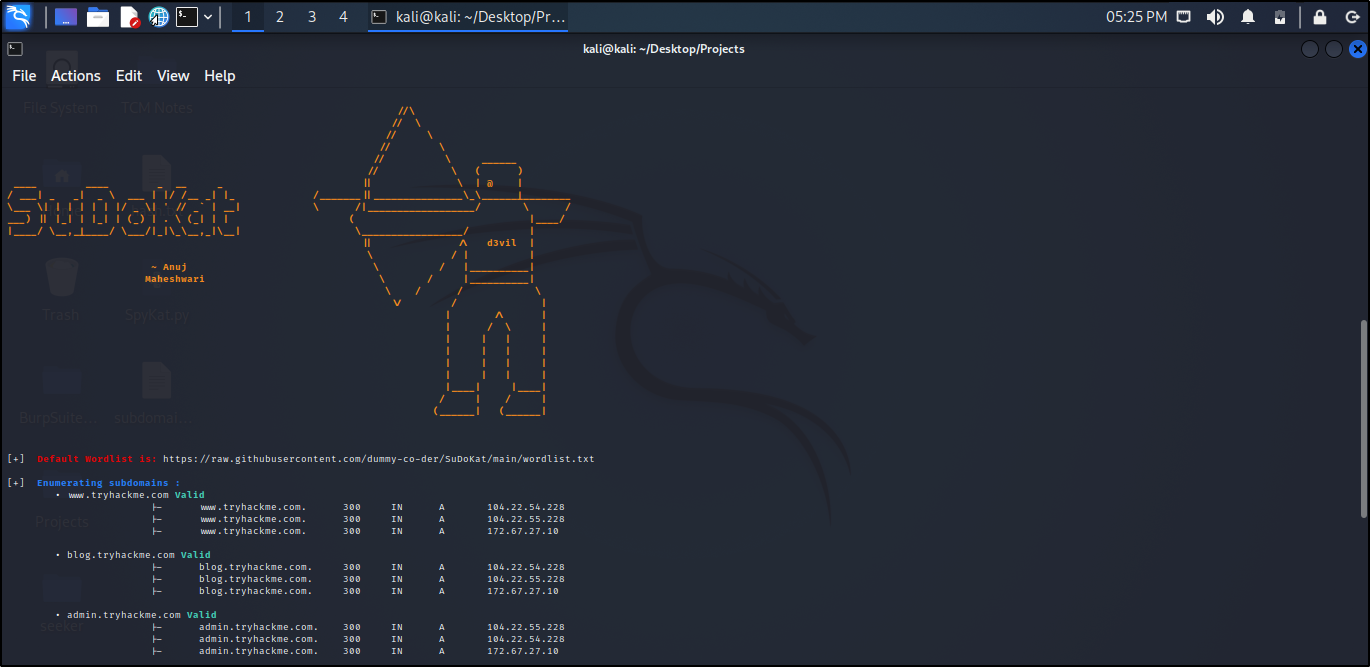 05:25 PM
1 2 3 4 kali@kali: ~/Desktop/Pr...
kali@kali: ~/Desktop/Projects
File Actions Edit View Help
File System TCM Notes
SuDoKat
@
d3vil
~ Anuj
Maheshwari
Trash SpyKat.py
BurpSuite... subdomai...
[+] Default Wordlist is: https://raw.githubusercontent.com/dummy-co-der/SuDoKat/main/wordlist.txt
[+] Enumerating subdomains :
• www.tryhackme.com Valid
├─ www.tryhackme.com. 300 IN A 104.22.54.228
├─ www.tryhackme.com. 300 IN A 104.22.55.228
├─ www.tryhackme.com. 300 IN A 172.67.27.10
Projects
• blog.tryhackme.com Valid
├─ blog.tryhackme.com. 300 IN A 104.22.54.228
├─ blog.tryhackme.com. 300 IN A 104.22.55.228
├─ blog.tryhackme.com. 300 IN A 172.67.27.10
• admin.tryhackme.com Valid
├─ admin.tryhackme.com. 300 IN A 104.22.55.228
├─ admin.tryhackme.com. 300 IN A 104.22.54.228
├─ admin.tryhackme.com. 300 IN A 172.67.27.10
seeker